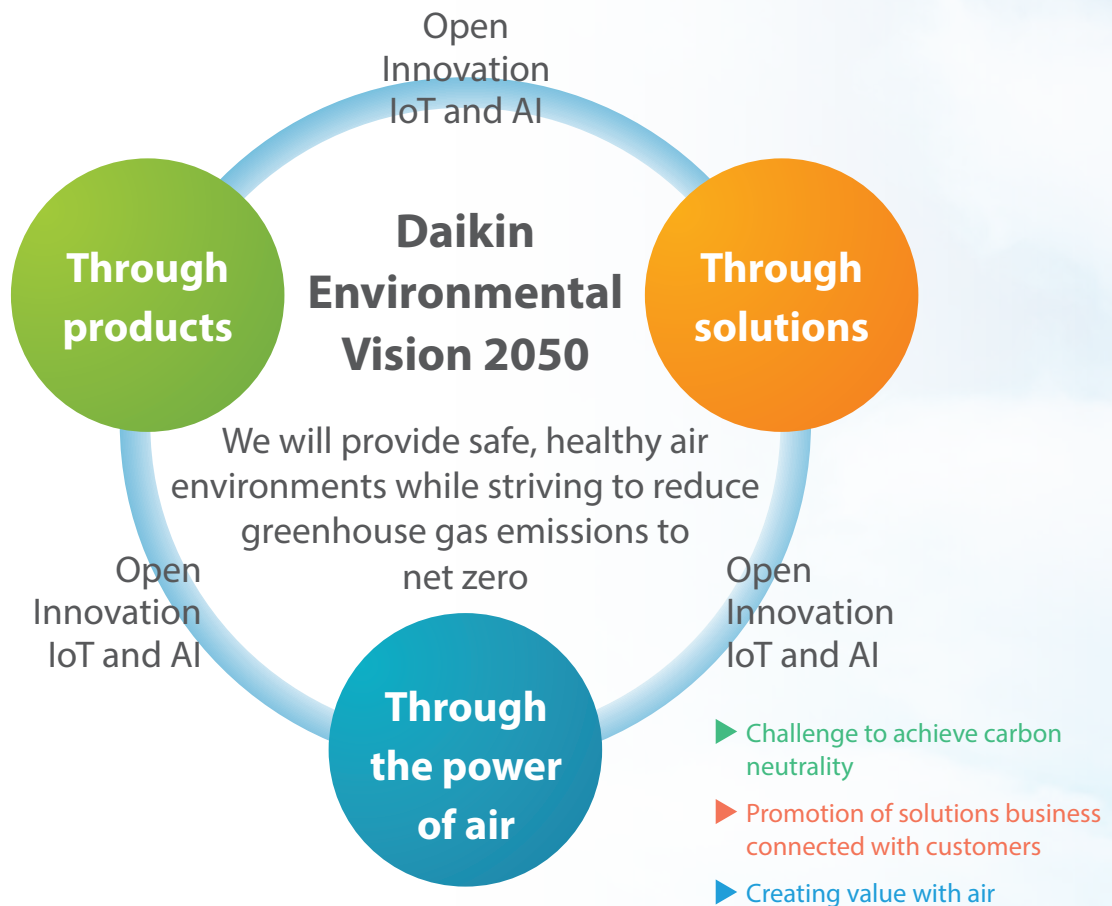 Open
Innovation
IoT and AI
Through
products
Daikin
Environmental
Vision 2050
Through
solutions
We will provide safe, healthy air
environments while striving to reduce
greenhouse gas emissions to
net zero
Open
Innovation
IoT and AI
Open
Innovation
IoT and AI
Through
the power
of air
Challenge to achieve carbon
neutrality
Promotion of solutions business
connected with customers
Creating value with air